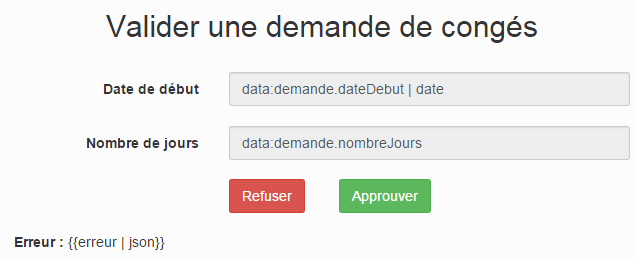 Valider une demande de congés
Date de début data:demande.dateDebut | date
Nombre de jours data:demande.nombreJours
Refuser Approuver
Erreur : {{erreur | json}}